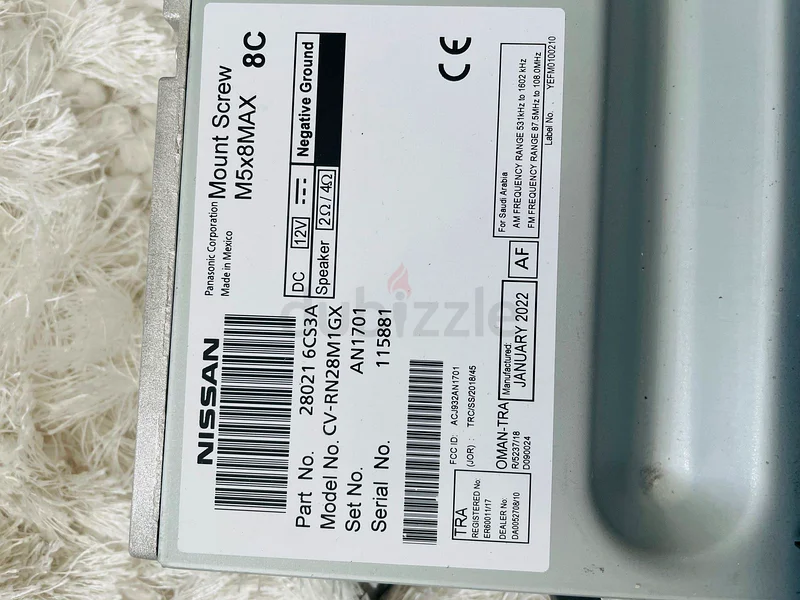 NISSAN
Panasonic Corporation
Made in Mexico
Mount Screw
M5x8MAX 8C
Part No. 28021 6CS3A
Model No. CV-RN28M1GX
Set No. AN1701
Serial No. 115881
DC 12V
Negative Ground
Speaker 2Ω/4Ω
CE
FCC ID: ACJ932AN1701
(JOR) : TRC/SS/2018/45
TRA
REGISTERED No:
ER60011/17
DEALER No:
DA0052708/10
OMAN-TRA
R/5237/18
D090024
Manufactured:
JANUARY 2022
AF
For Saudi Arabia
AM FREQUENCY RANGE 531kHz to 1602 kHz
FM FREQUENCY RANGE 87.5MHz to 108.0MHz
Label No. YEFM0100210
dubizzle